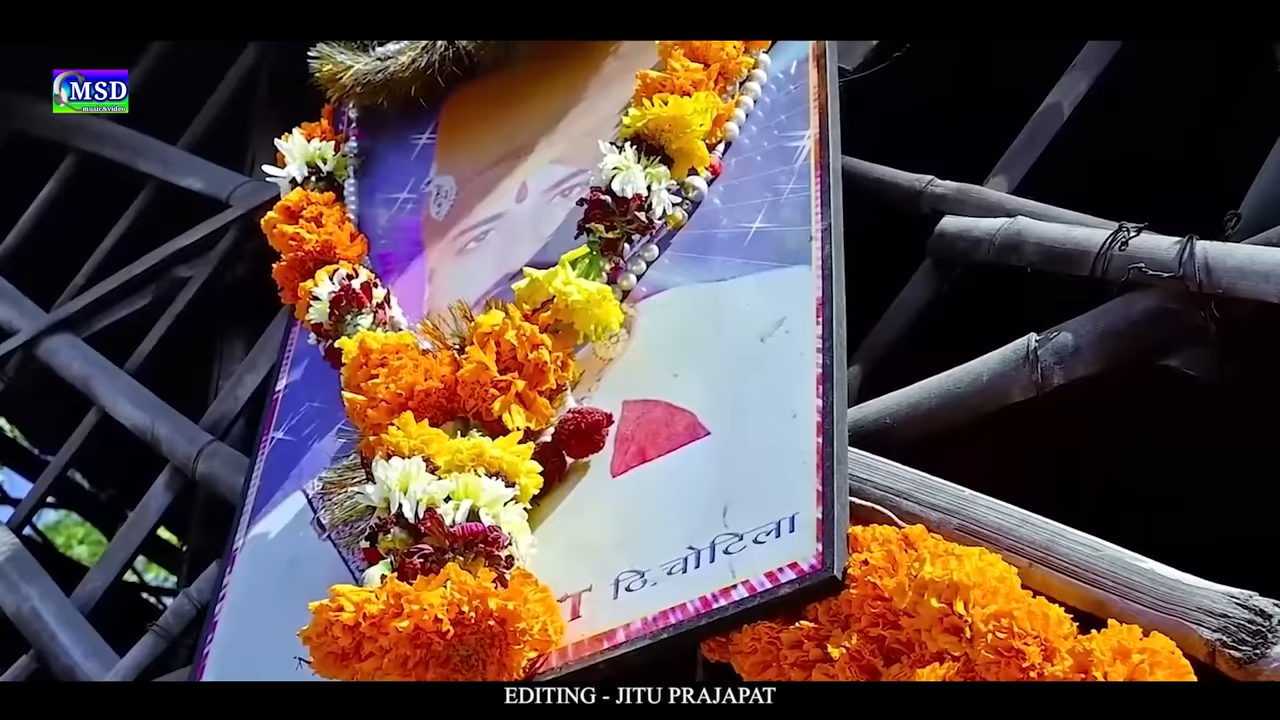 MSD
music&video
T ठि.चोटिला
EDITING - JITU PRAJAPAT